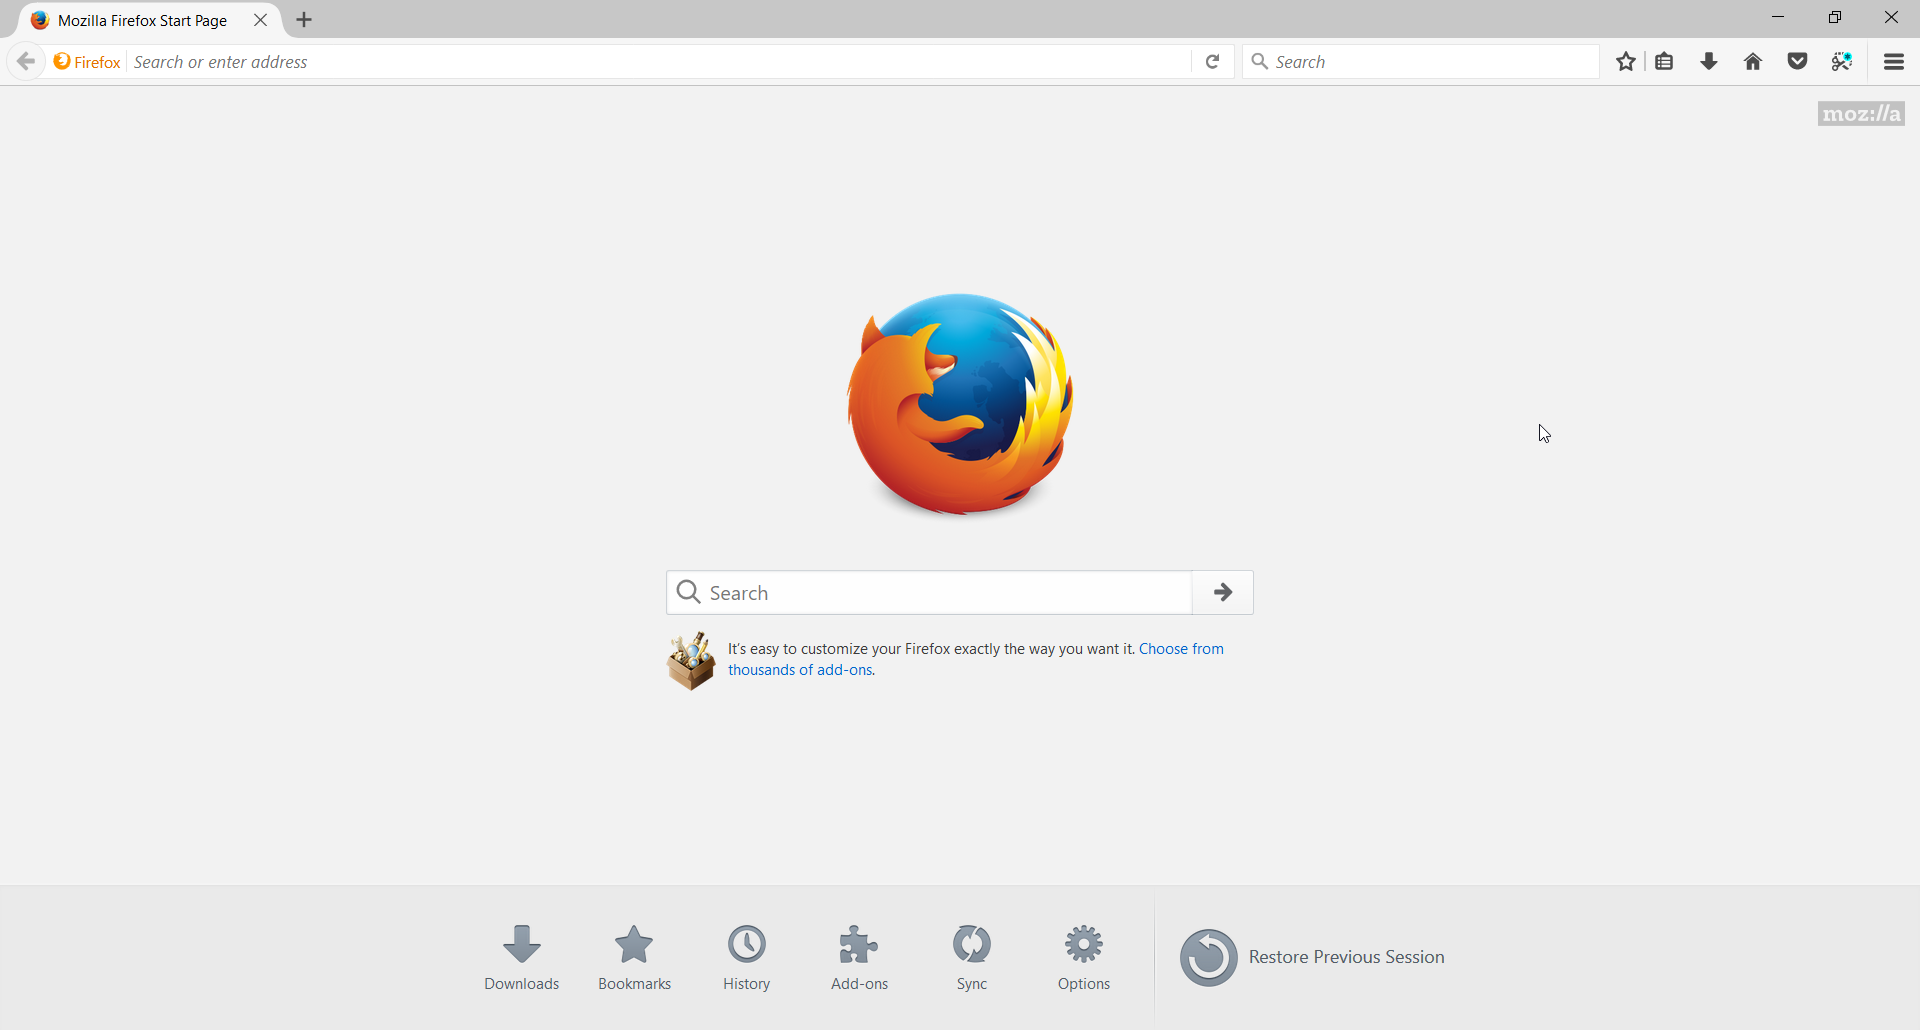 Mozilla Firefox Start Page
Firefox Search or enter address
Search
moz://a
Search
It's easy to customize your Firefox exactly the way you want it. Choose from
thousands of add-ons.
Downloads
Bookmarks
History
Add-ons
Sync
Options
Restore Previous Session